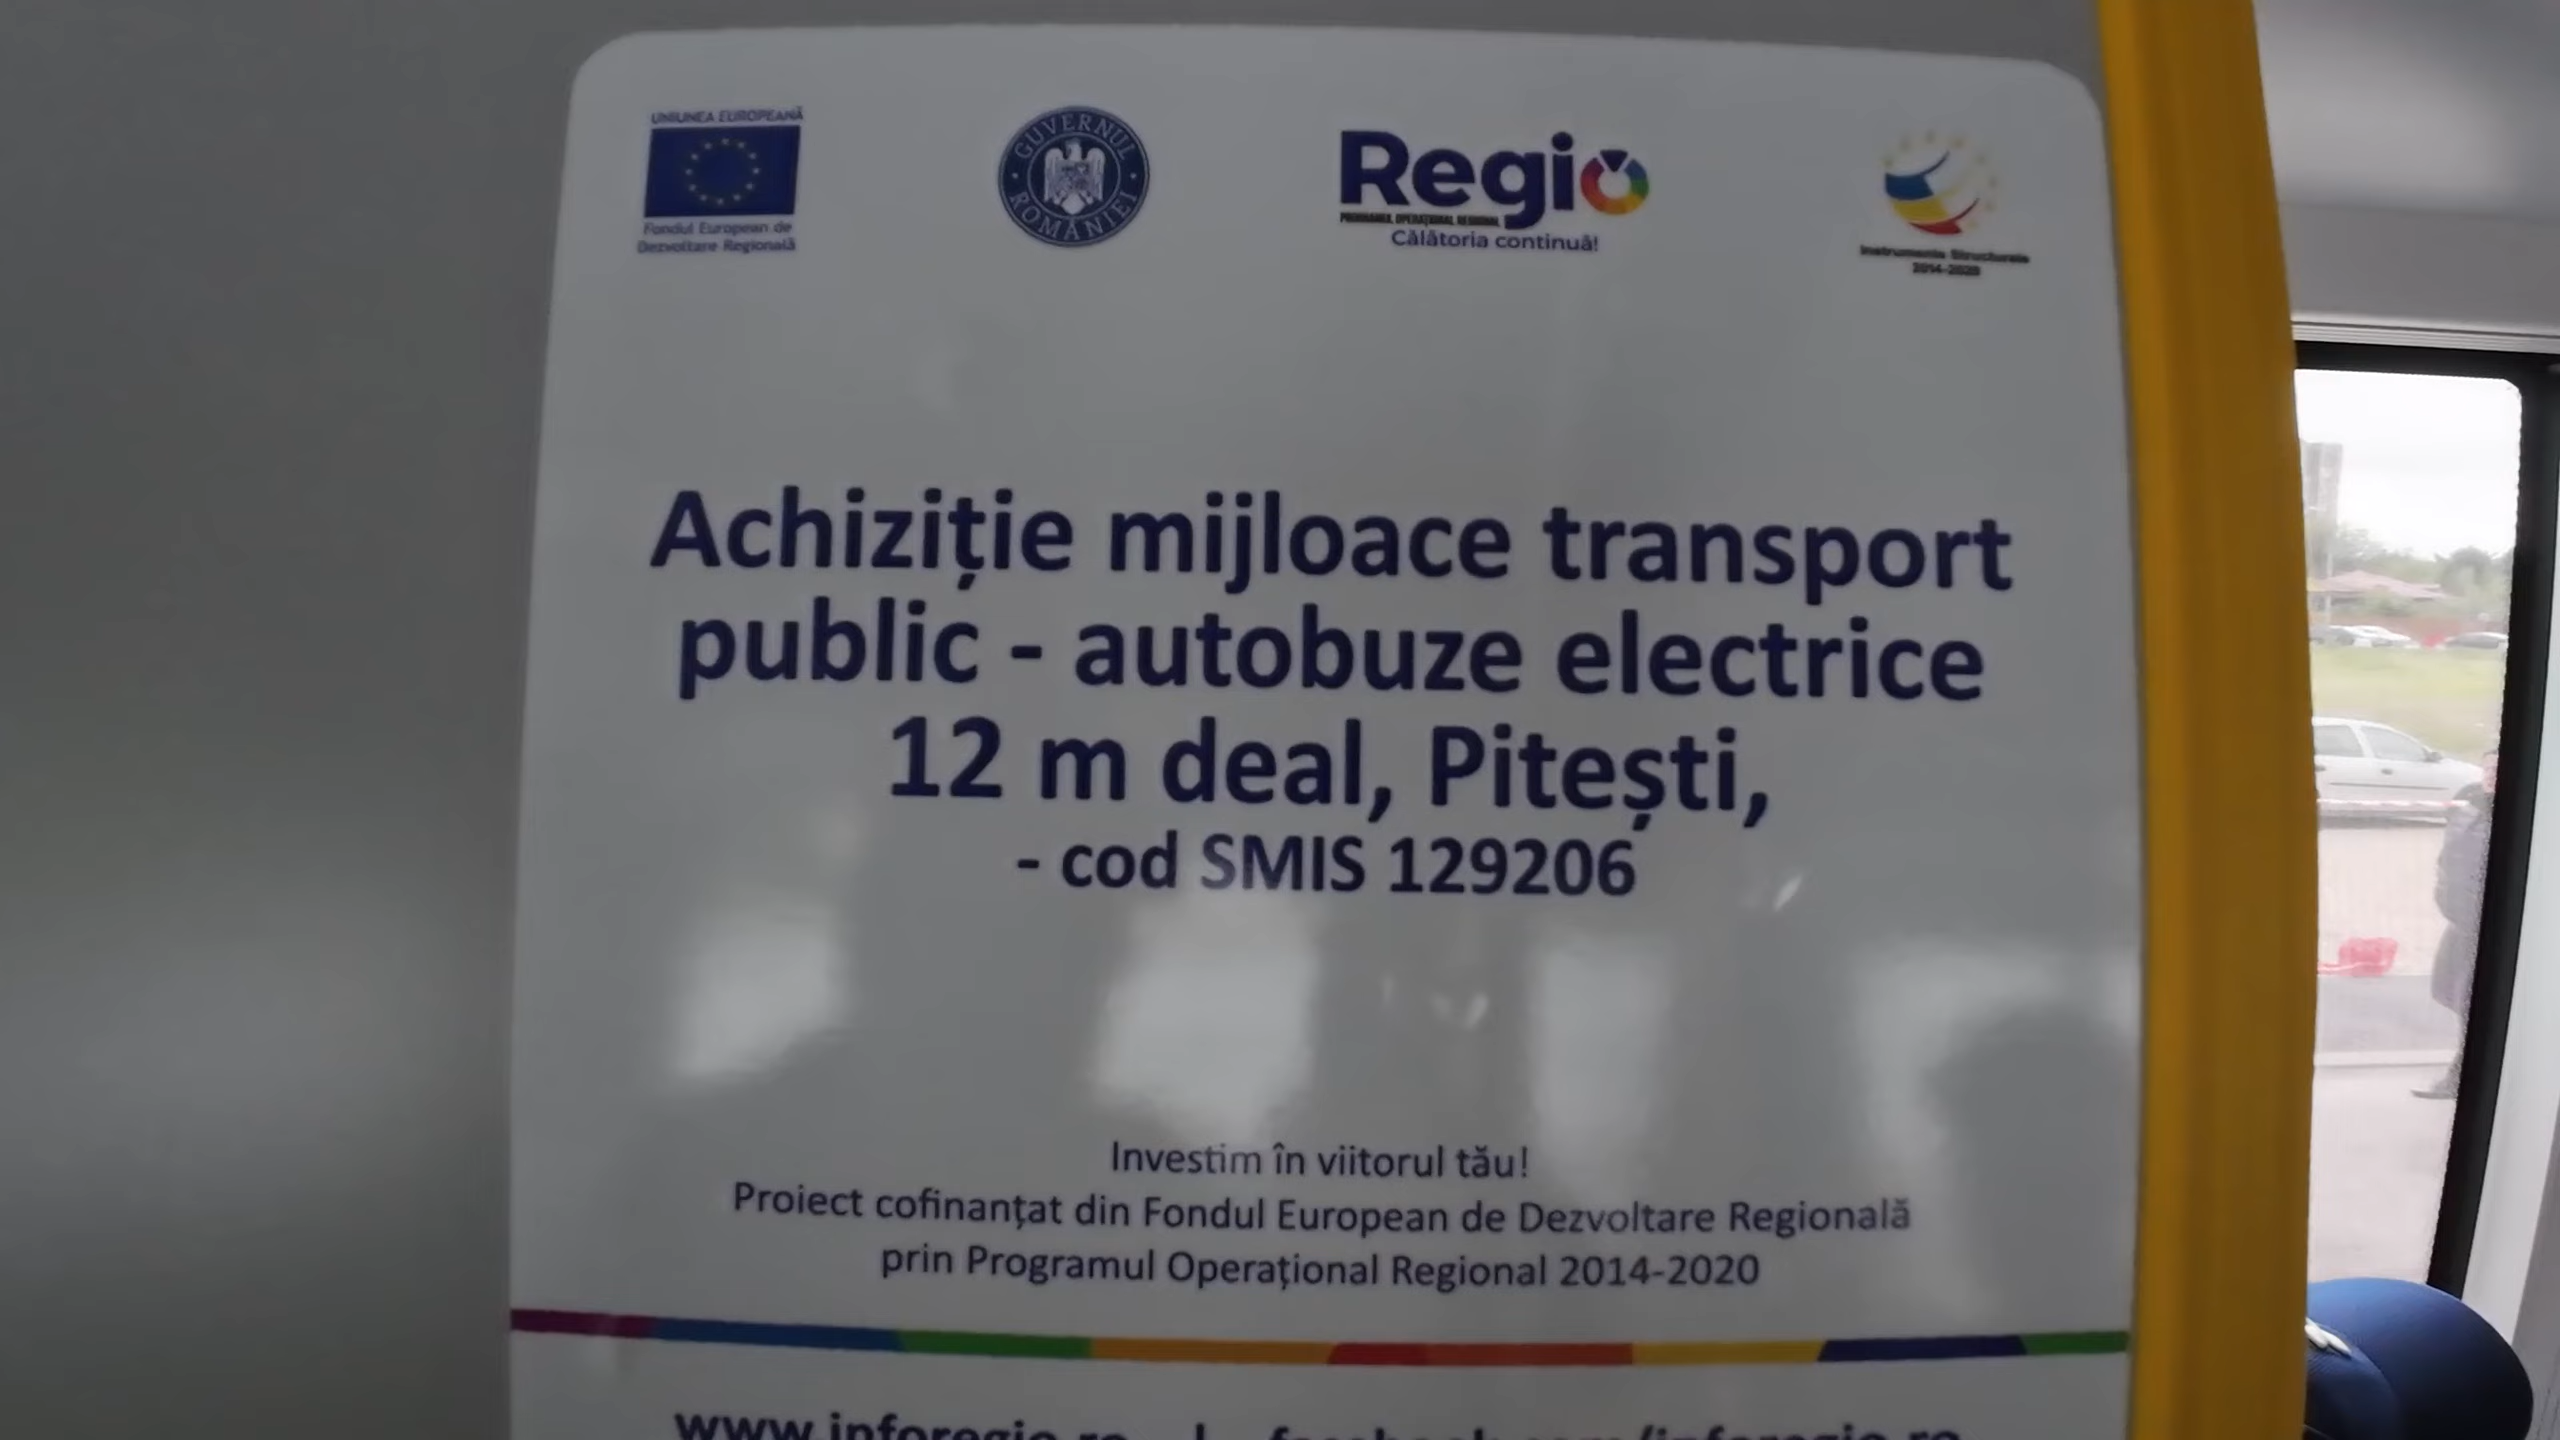 UNIUNEA EUROPEANĂ
Fondul European de
Dezvoltare Regională
GUVERNUL ROMÂNIEI
Regio
PROGRAMUL OPERAȚIONAL REGIONAL
Călătoria continuă!
Instrumente Structurale
2014-2020
Achiziție mijloace transport
public - autobuze electrice
12 m deal, Pitești,
- cod SMIS 129206
Investim în viitorul tău!
Proiect cofinanțat din Fondul European de Dezvoltare Regională
prin Programul Operațional Regional 2014-2020
www.inforegio.ro | facebook.com/inforegio.ro